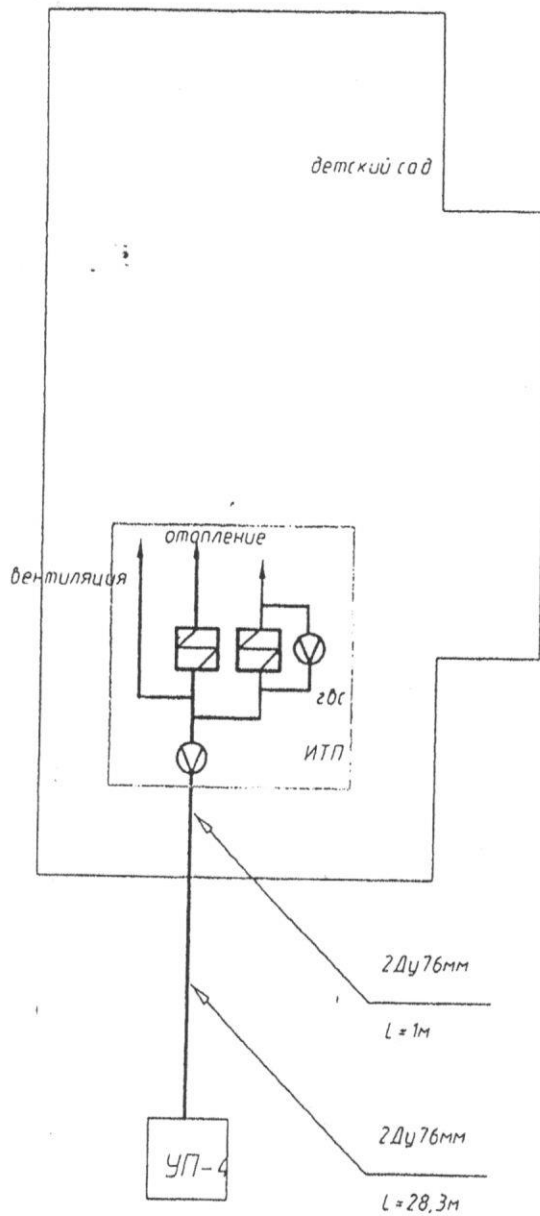 детский сад
отопление
вентиляция
гвс
ИТП
2Ду76мм
L=1м
2Ду76мм
УП-4
L=28,3м